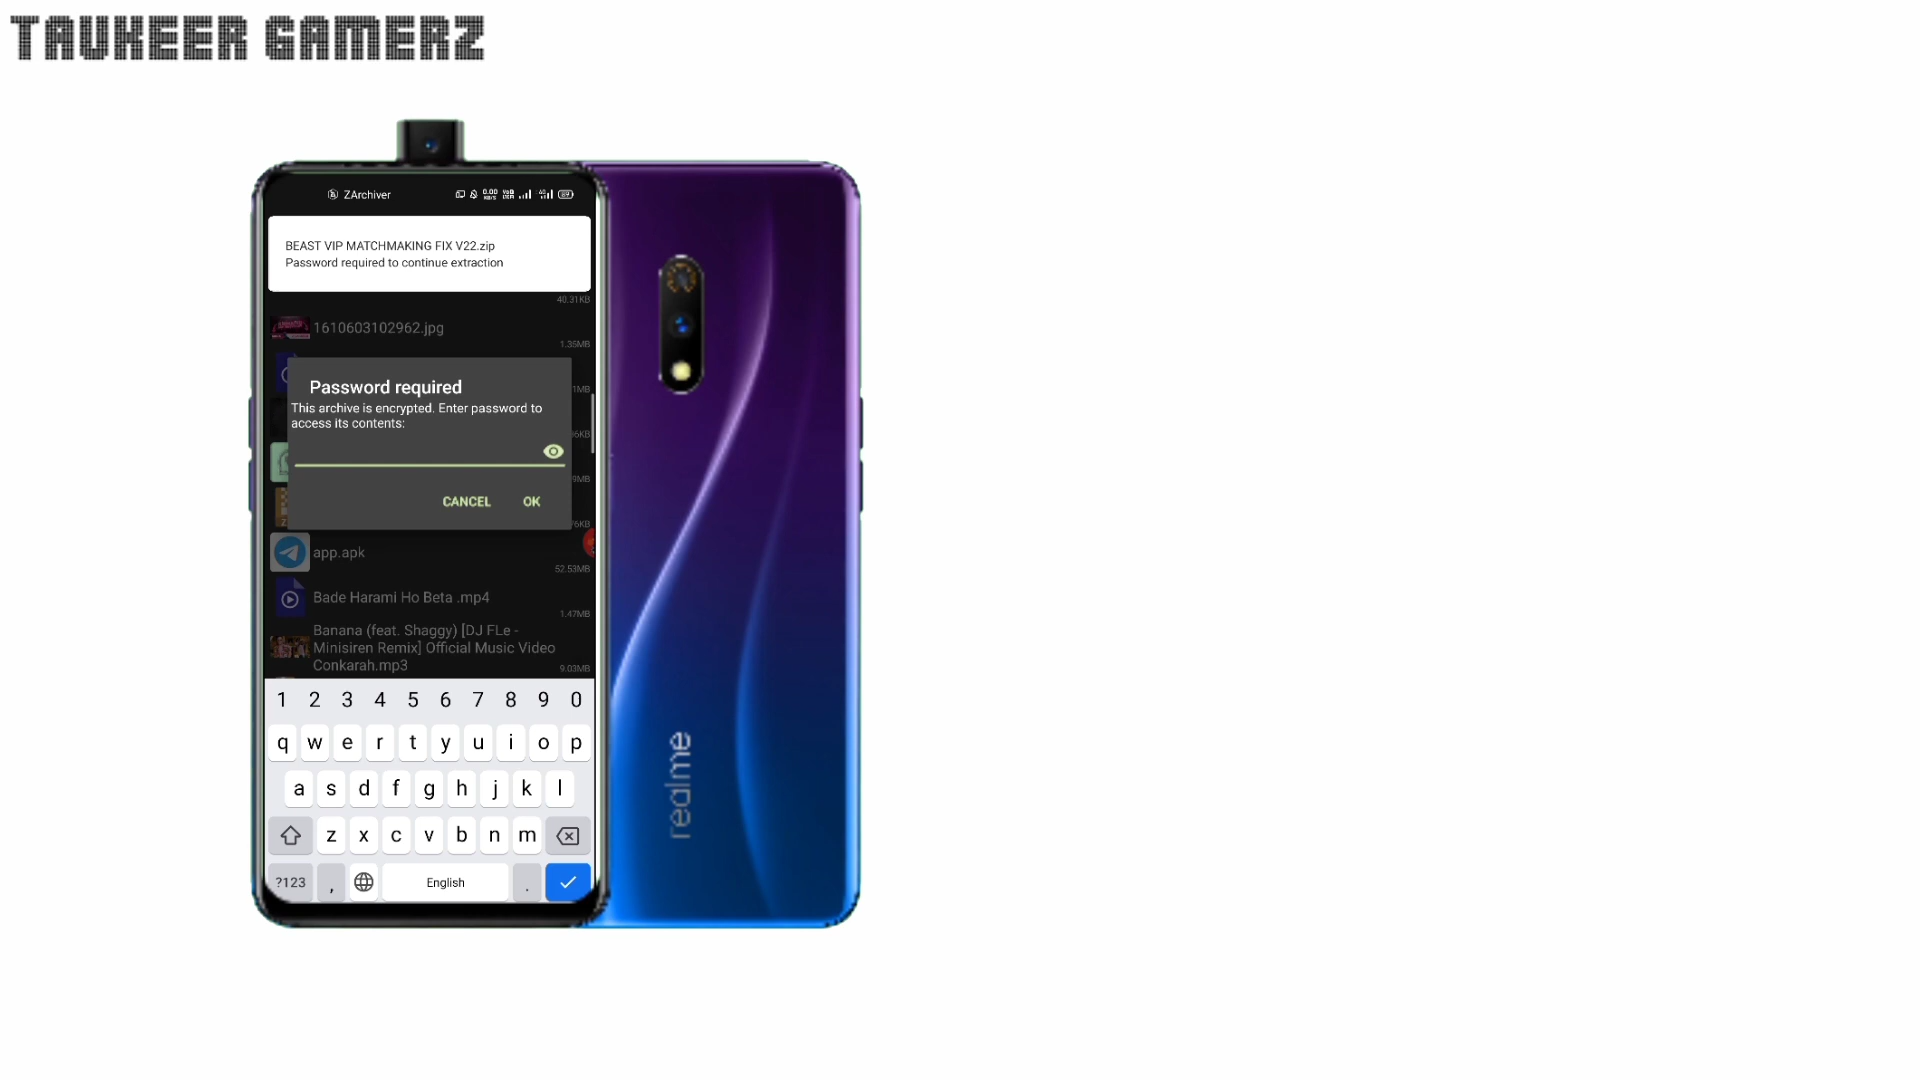 TAUKEER GAMERZ
ZArchiver
BEAST VIP MATCHMAKING FIX V22.zip
Password required to continue extraction
40.31KB
1610603102962.jpg
1.35MB
Password required
This archive is encrypted. Enter password to
access its contents:
CANCEL OK
app.apk
52.53MB
Bade Harami Ho Beta .mp4
1.47MB
Banana (feat. Shaggy) [DJ FLe -
Minisiren Remix] Official Music Video
Conkarah.mp3
9.03MB
1 2 3 4 5 6 7 8 9 0
q w e r t y u i o p
a s d f g h j k l
z x c v b n m
?123 , English .
realme